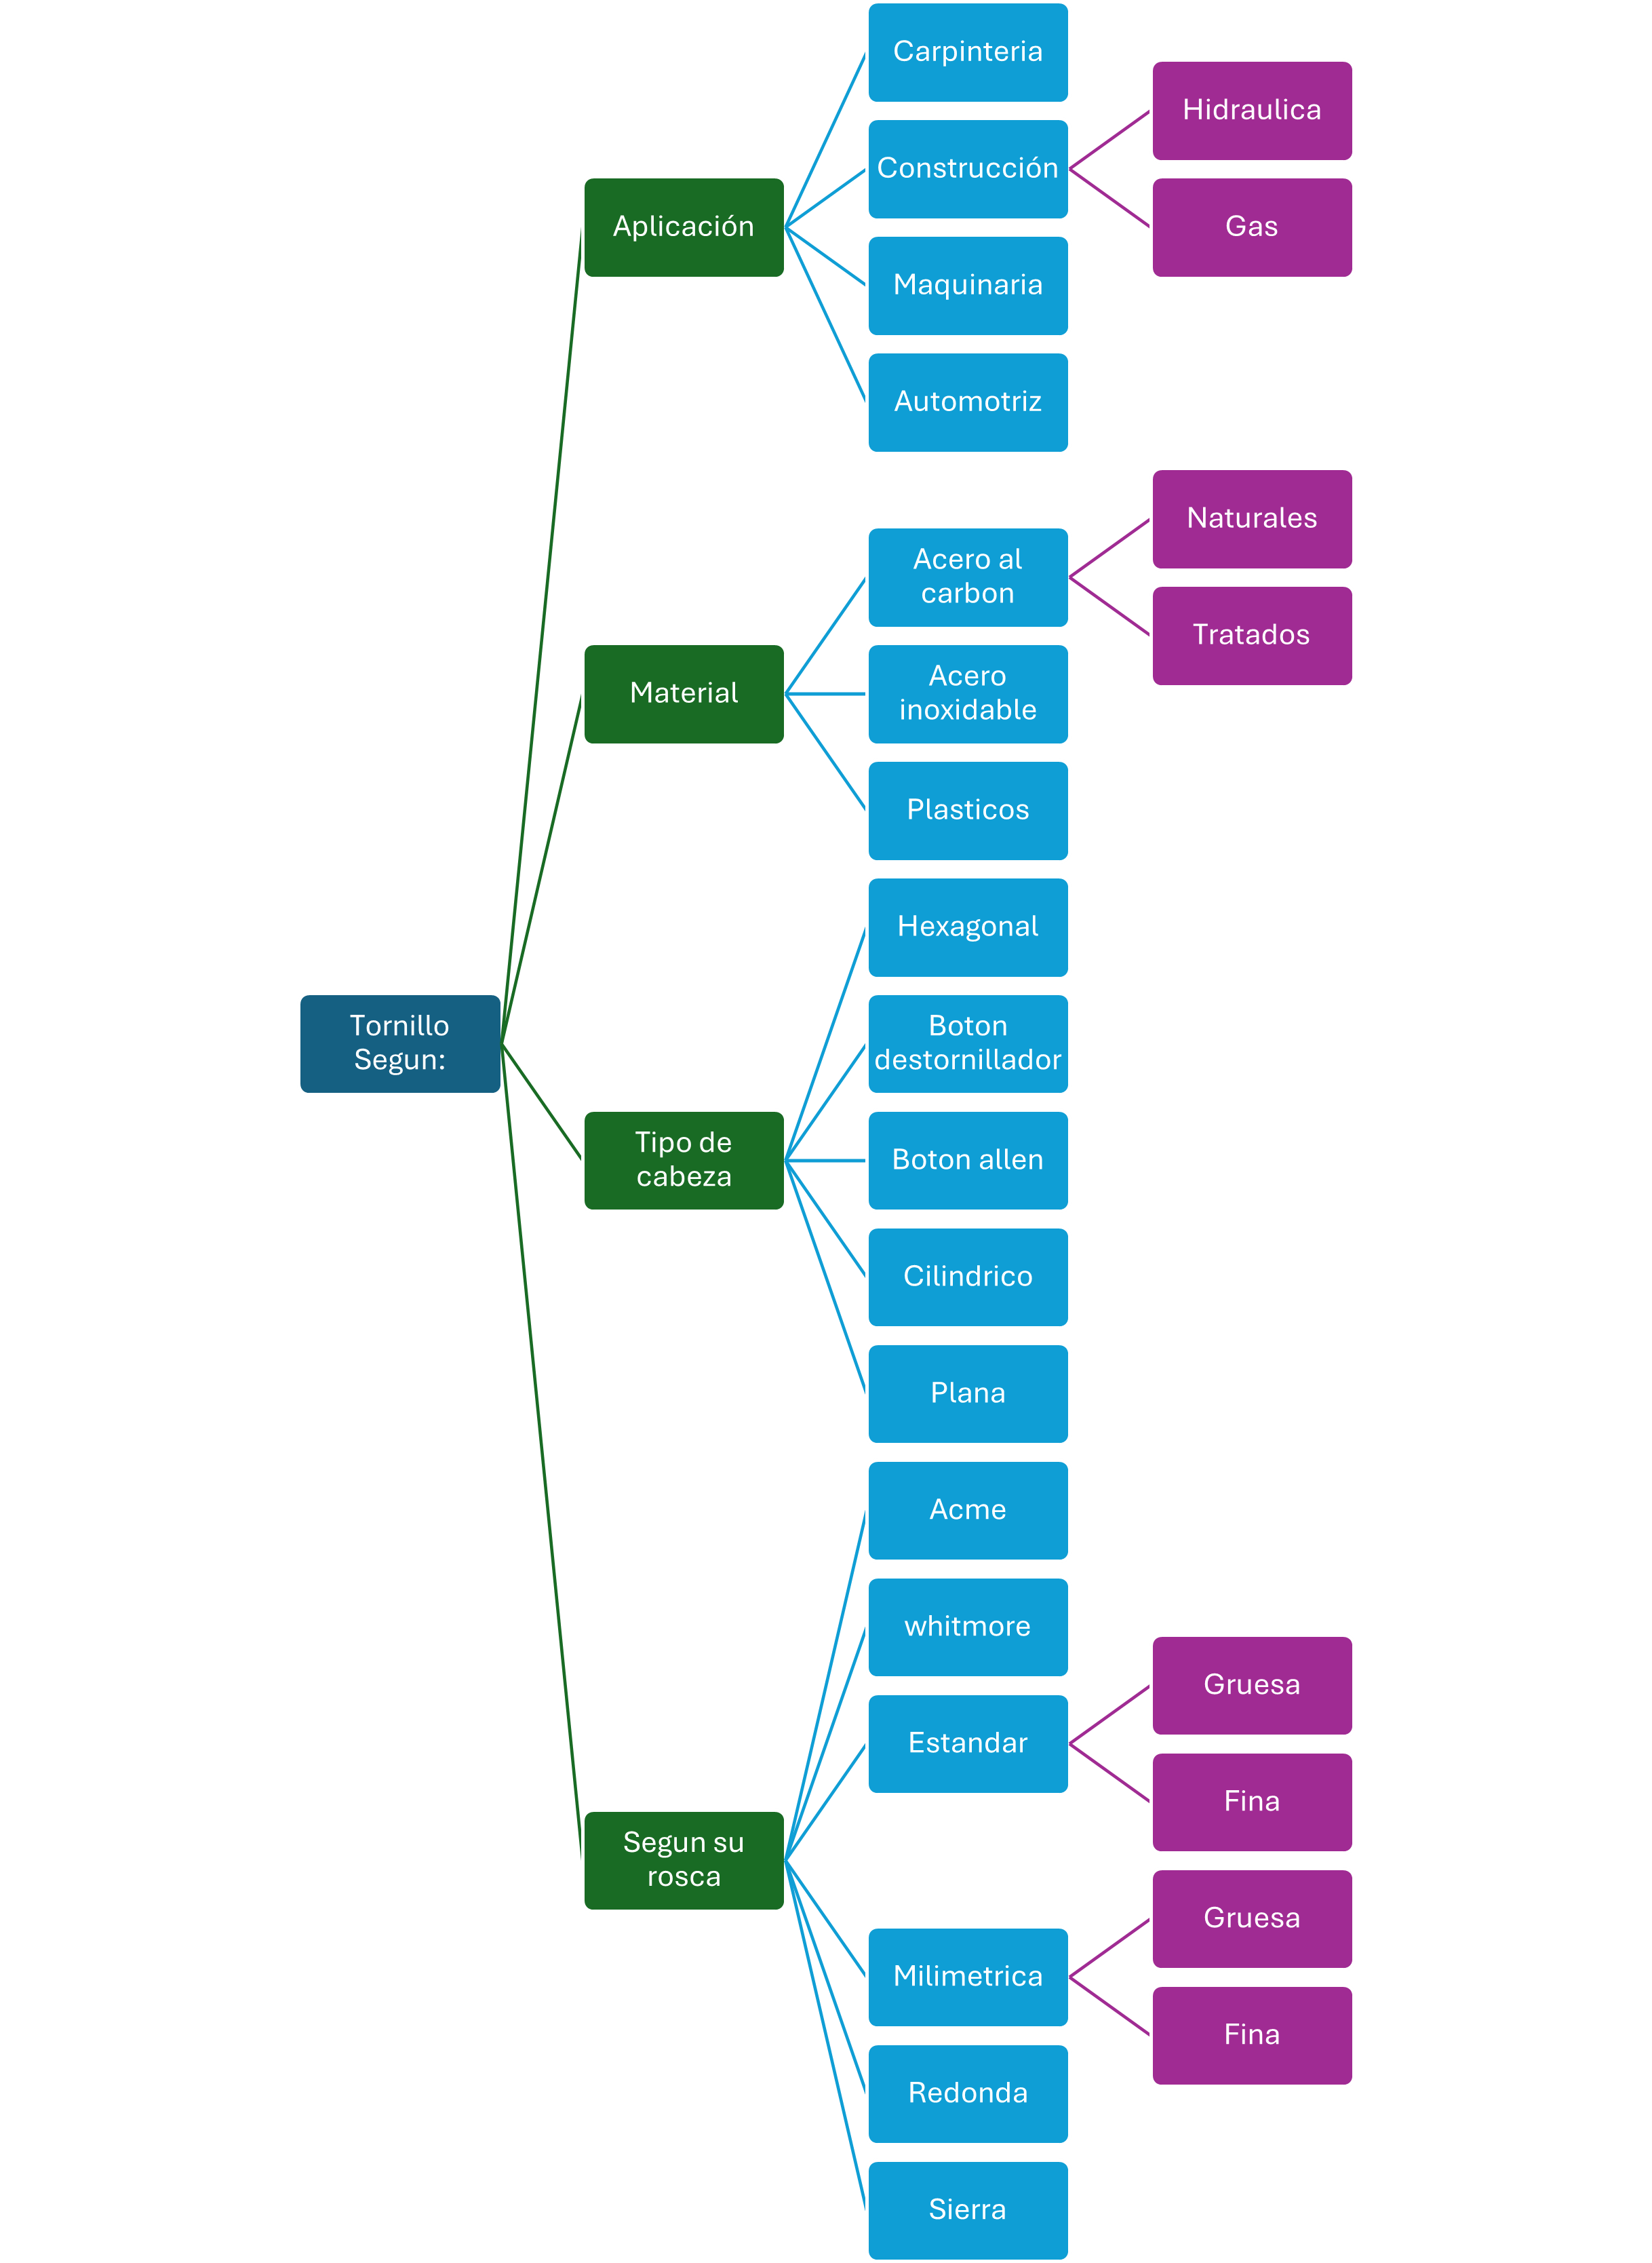 Tornillo
Segun:
Aplicación
Carpinteria
Construcción
Hidraulica
Gas
Maquinaria
Automotriz
Material
Acero al
carbon
Naturales
Tratados
Acero
inoxidable
Plasticos
Tipo de
cabeza
Hexagonal
Boton
destornillador
Boton allen
Cilindrico
Plana
Segun su
rosca
Acme
whitmore
Estandar
Gruesa
Fina
Milimetrica
Gruesa
Fina
Redonda
Sierra